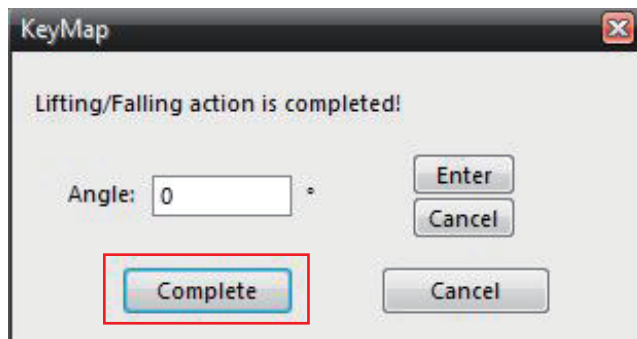 KeyMap
Lifting/Falling action is completed!
Angle: 0 °
Enter
Cancel
Complete
Cancel